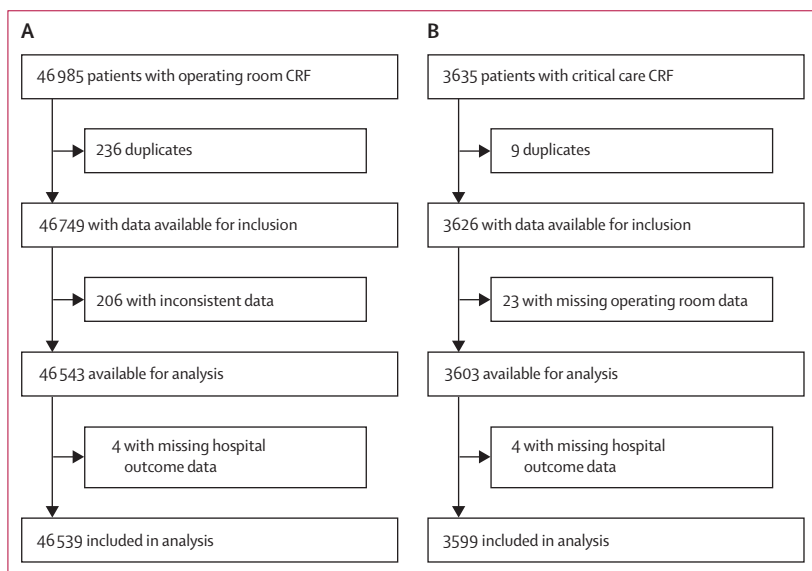 A
46 985 patients with operating room CRF
236 duplicates
46 749 with data available for inclusion
206 with inconsistent data
46 543 available for analysis
4 with missing hospital
outcome data
46 539 included in analysis
B
3635 patients with critical care CRF
9 duplicates
3626 with data available for inclusion
23 with missing operating room data
3603 available for analysis
4 with missing hospital
outcome data
3599 included in analysis